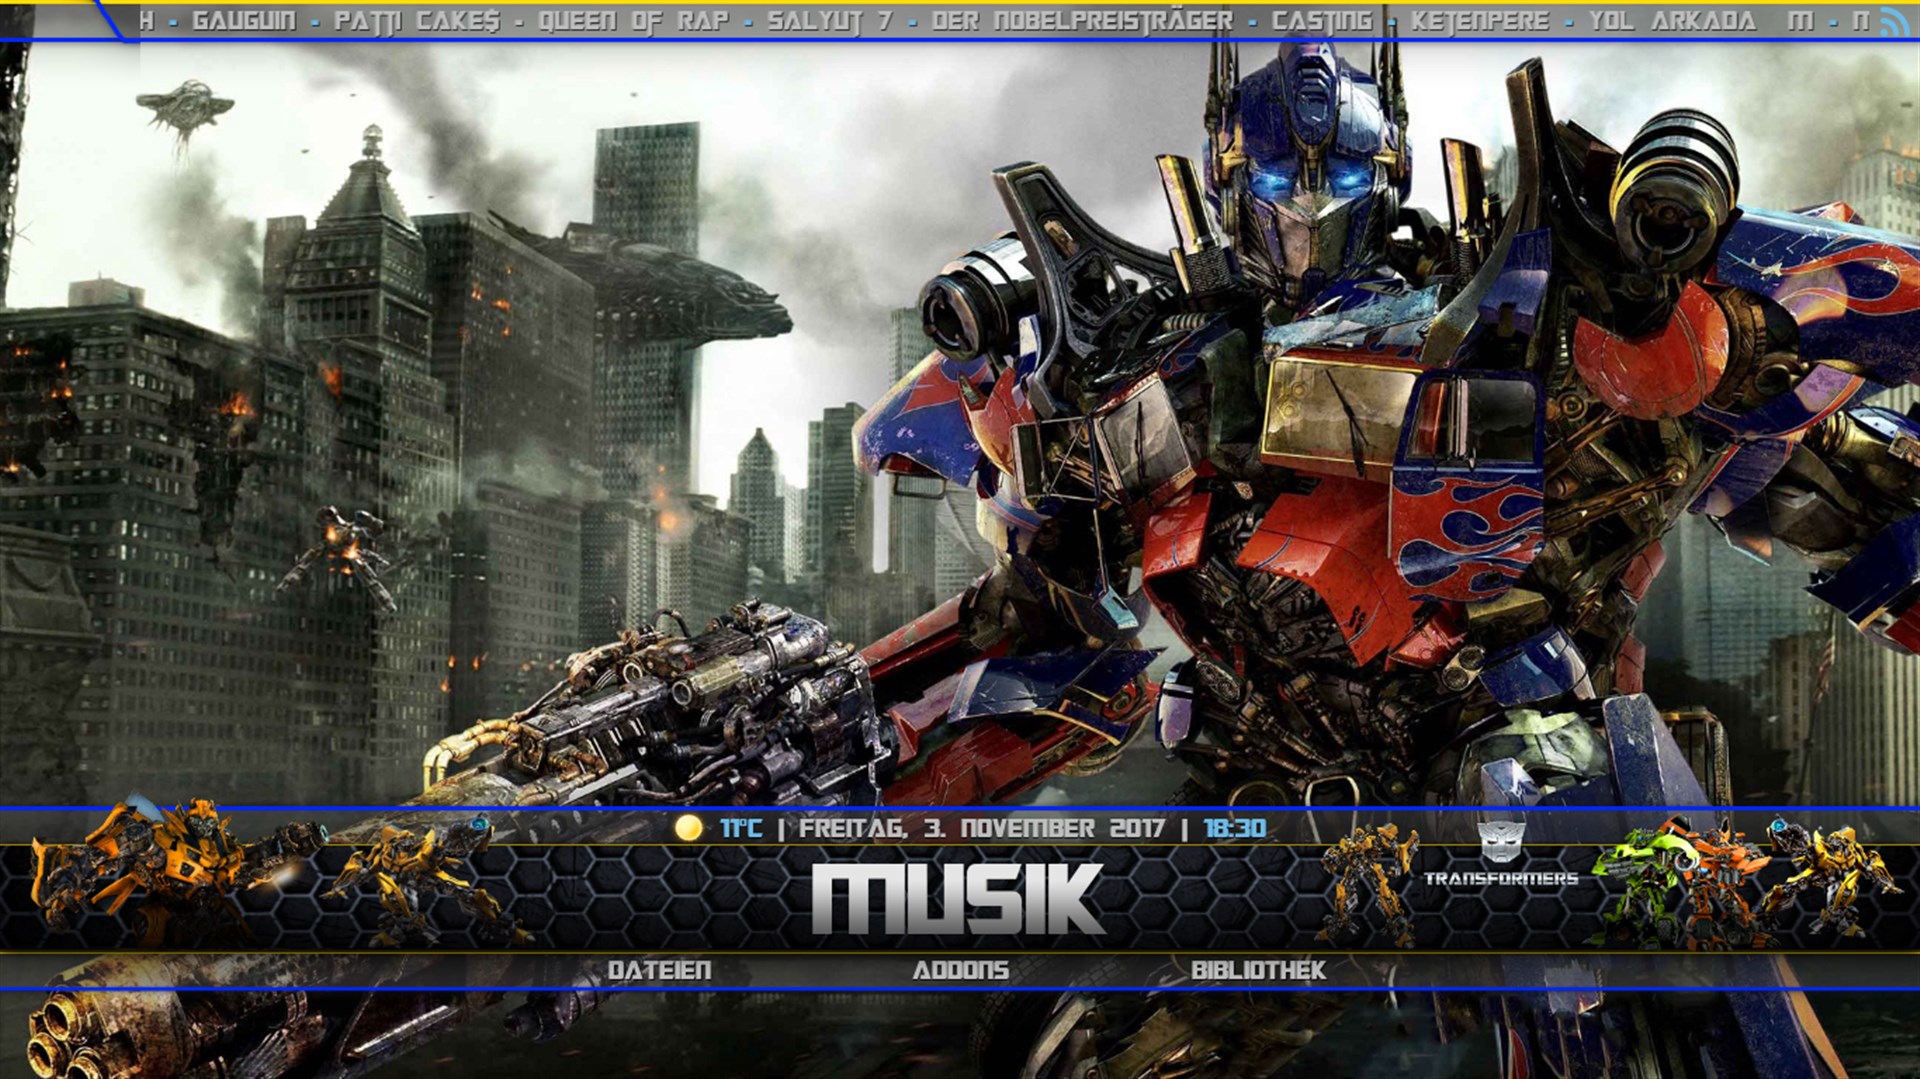 H - GAUGUIN - PATTI CAKE$ - QUEEN OF RAP - SALYUT 7 - DER NOBELPREISTRÄGER - CASTING - KETENPERE - YOL ARKADA M - N
11°C | FREITAG, 3. NOVEMBER 2017 | 18:30
MUSIK
TRANSFORMERS
DATEIEN ADDONS BIBLIOTHEK